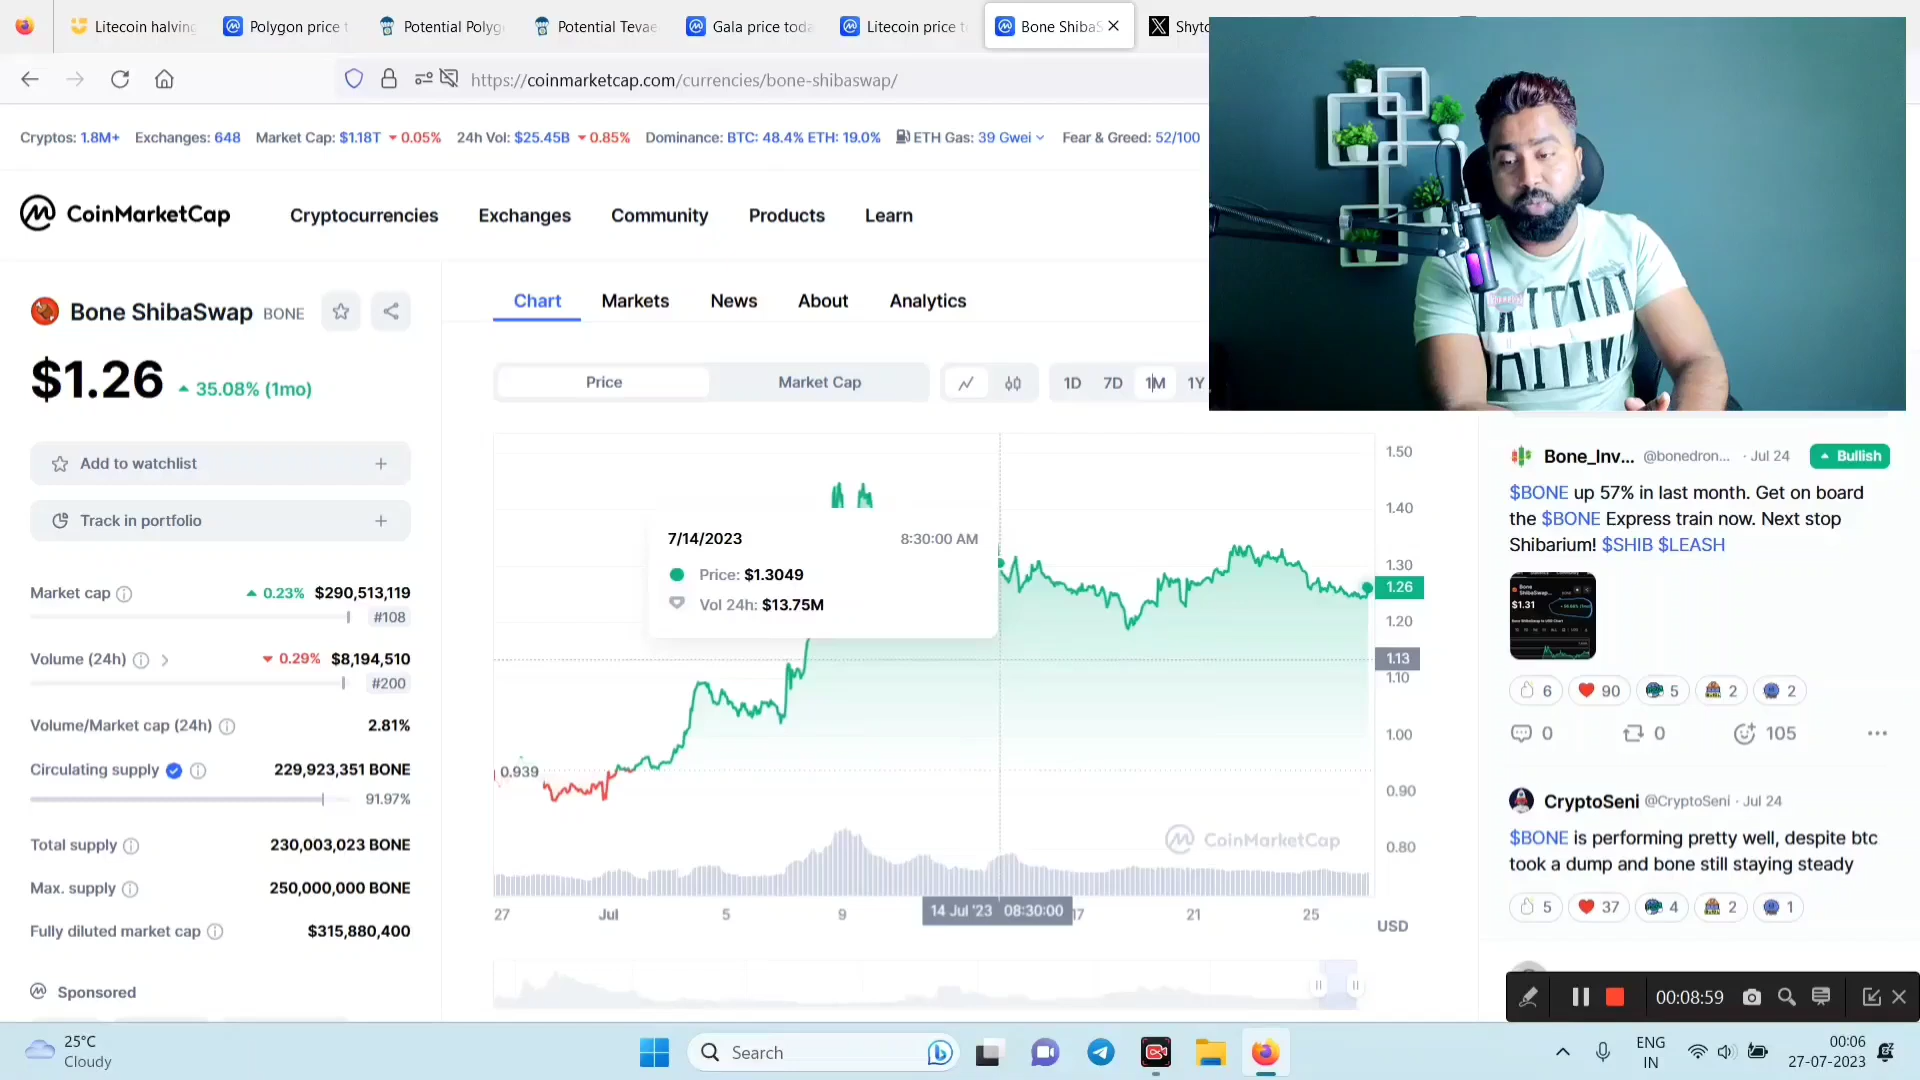 Litecoin halving
Polygon price t
Potential Polyg
Potential Tevae
Gala price toda
Litecoin price t
Bone ShibaS
Shyto
https://coinmarketcap.com/currencies/bone-shibaswap/
Cryptos: 1.8M+ Exchanges: 648 Market Cap: $1.18T 0.05% 24h Vol: $25.45B 0.85% Dominance: BTC: 48.4% ETH: 19.0% ETH Gas: 39 Gwei Fear & Greed: 52/100
CoinMarketCap
Cryptocurrencies Exchanges Community Products Learn
Bone ShibaSwap BONE
$1.26 35.08% (1mo)
Add to watchlist +
Track in portfolio +
Market cap 0.23% $290,513,119
#108
Volume (24h) 0.29% $8,194,510
#200
Volume/Market cap (24h) 2.81%
Circulating supply 229,923,351 BONE
91.97%
Total supply 230,003,023 BONE
Max. supply 250,000,000 BONE
Fully diluted market cap $315,880,400
Sponsored
Chart Markets News About Analytics
Price Market Cap 1D 7D 1M 1Y
1.50
1.40
1.30
1.26
1.20
1.13
1.10
1.00
0.90
0.80
7/14/2023 8:30:00 AM
Price: $1.3049
Vol 24h: $13.75M
0.939
CoinMarketCap
27 Jul 5 9 14 Jul '23 08:30:00 17 21 25
USD
Bone_Inv... @bonedron... · Jul 24 Bullish
$BONE up 57% in last month. Get on board
the $BONE Express train now. Next stop
Shibarium! $SHIB $LEASH
$1.31
6 90 5 2 2
0 0 105
CryptoSeni @CryptoSeni · Jul 24
$BONE is performing pretty well, despite btc
took a dump and bone still staying steady
5 37 4 2 1
00:08:59
25°C
Cloudy
Search
ENG
IN
00:06
27-07-2023